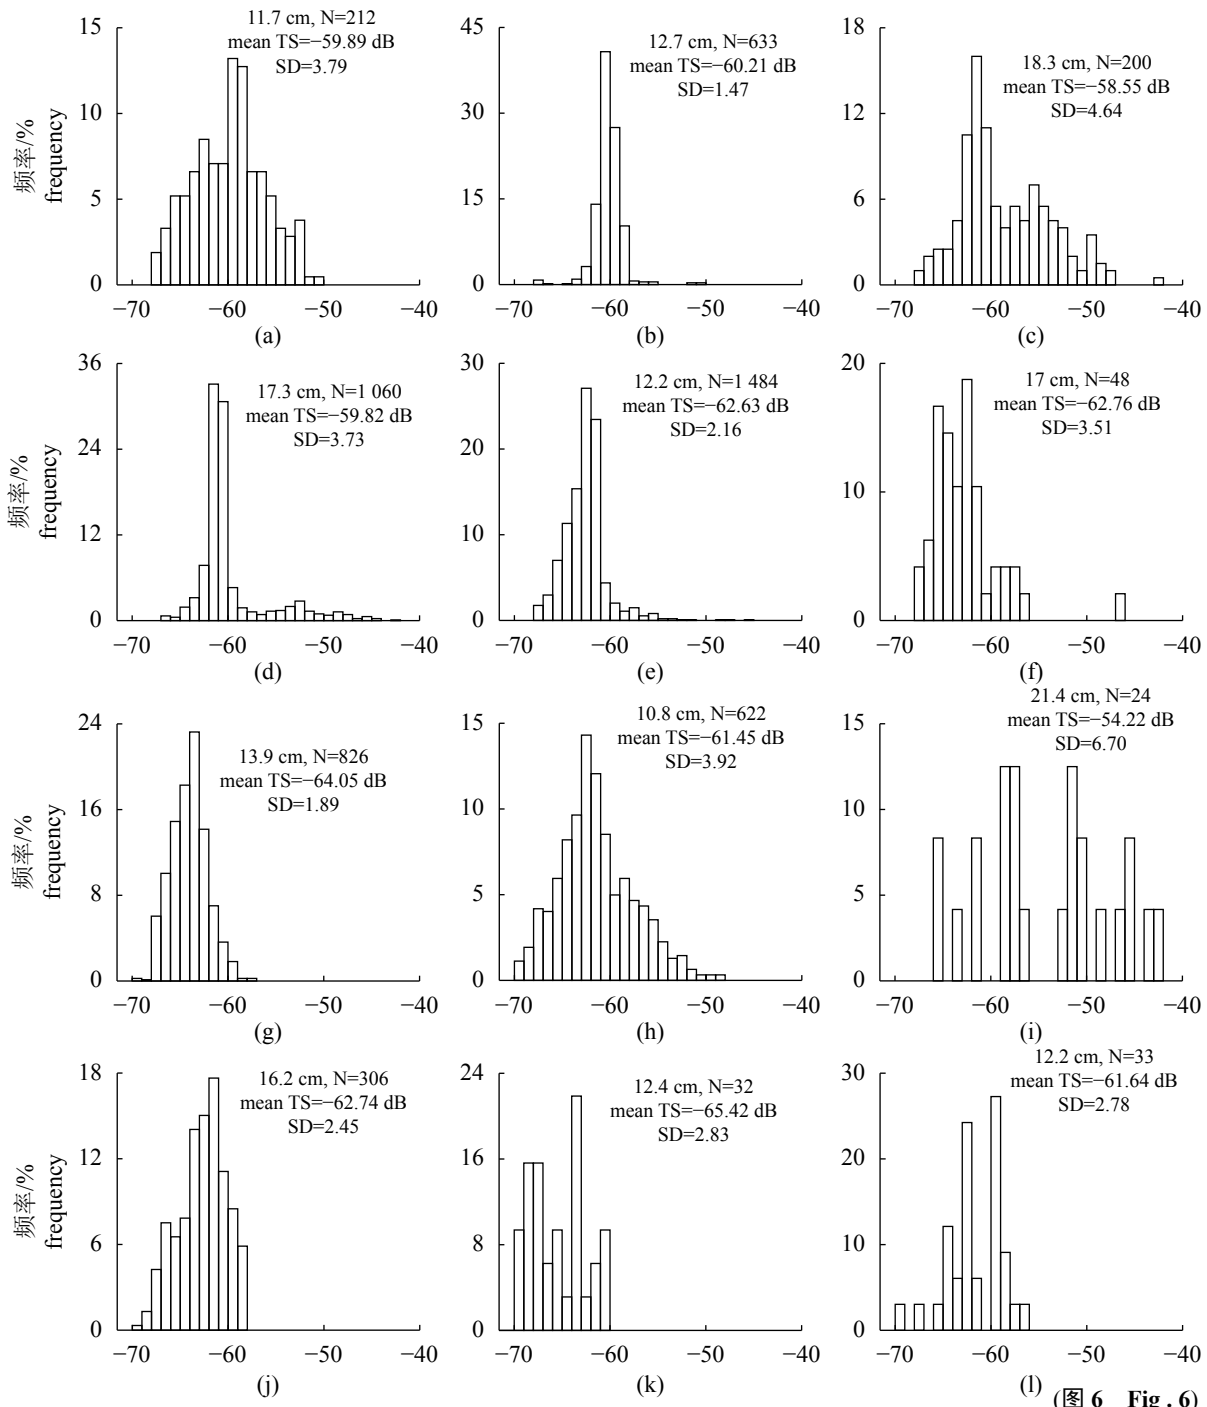 11.7 cm, N=212
mean TS=−59.89 dB
SD=3.79
15
10
5
0
−70 −60 −50 −40
(a)
频率/%
frequency
12.7 cm, N=633
mean TS=−60.21 dB
SD=1.47
45
30
15
0
−70 −60 −50 −40
(b)
18.3 cm, N=200
mean TS=−58.55 dB
SD=4.64
18
12
6
0
−70 −60 −50 −40
(c)
17.3 cm, N=1 060
mean TS=−59.82 dB
SD=3.73
36
24
12
0
−70 −60 −50 −40
(d)
频率/%
frequency
12.2 cm, N=1 484
mean TS=−62.63 dB
SD=2.16
30
20
10
0
−70 −60 −50 −40
(e)
17 cm, N=48
mean TS=−62.76 dB
SD=3.51
20
10
0
−70 −60 −50 −40
(f)
13.9 cm, N=826
mean TS=−64.05 dB
SD=1.89
24
16
8
0
−70 −60 −50 −40
(g)
频率/%
frequency
10.8 cm, N=622
mean TS=−61.45 dB
SD=3.92
15
10
5
0
−70 −60 −50 −40
(h)
21.4 cm, N=24
mean TS=−54.22 dB
SD=6.70
15
10
5
0
−70 −60 −50 −40
(i)
16.2 cm, N=306
mean TS=−62.74 dB
SD=2.45
18
12
6
0
−70 −60 −50 −40
(j)
频率/%
frequency
12.4 cm, N=32
mean TS=−65.42 dB
SD=2.83
24
16
8
0
−70 −60 −50 −40
(k)
12.2 cm, N=33
mean TS=−61.64 dB
SD=2.78
30
20
10
0
−70 −60 −50 −40
(l)
(图 6 Fig . 6)